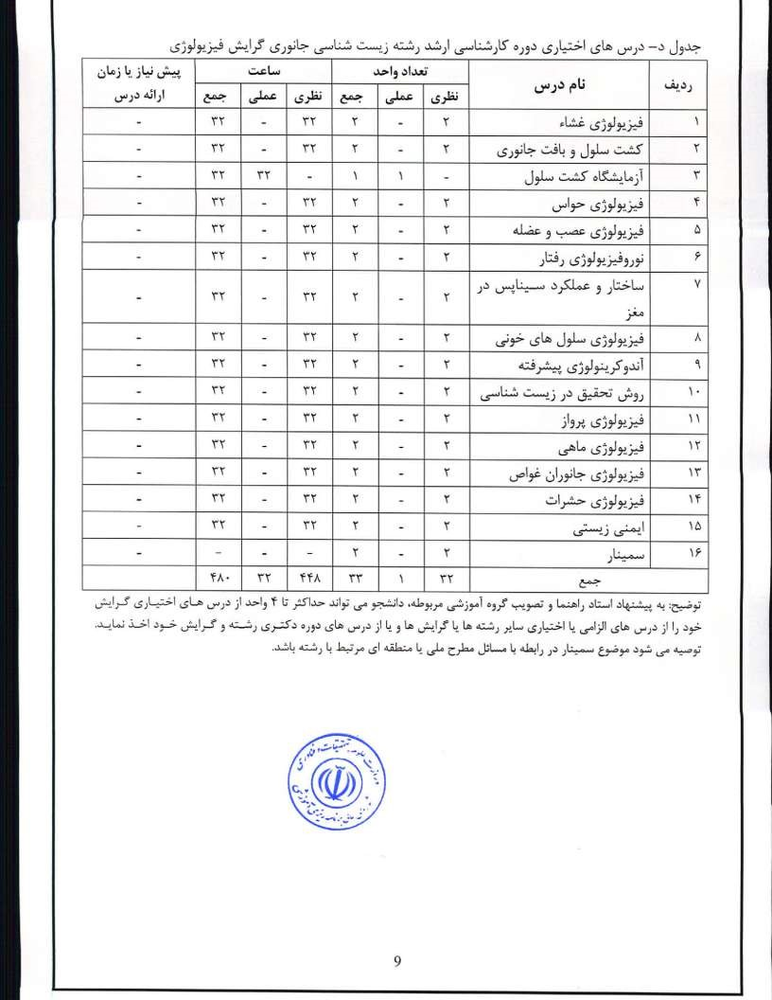 جدول د- درس های اختیاری دوره کارشناسی ارشد رشته زیست شناسی جانوری گرایش فیزیولوژی
ردیف نام درس تعداد واحد ساعت پیش نیاز یا زمان ارائه درس
نظری عملی جمع نظری عملی جمع
۱ فیزیولوژی غشاء ۲ - ۲ ۳۲ - ۳۲ -
۲ کشت سلول و بافت جانوری ۲ - ۲ ۳۲ - ۳۲ -
۳ آزمایشگاه کشت سلول - ۱ ۱ - ۳۲ ۳۲ -
۴ فیزیولوژی حواس ۲ - ۲ ۳۲ - ۳۲ -
۵ فیزیولوژی عصب و عضله ۲ - ۲ ۳۲ - ۳۲ -
۶ نوروفیزیولوژی رفتار ۲ - ۲ ۳۲ - ۳۲ -
۷ ساختار و عملکرد سیناپس در مغز ۲ - ۲ ۳۲ - ۳۲ -
۸ فیزیولوژی سلول های خونی ۲ - ۲ ۳۲ - ۳۲ -
۹ آندوکرینولوژی پیشرفته ۲ - ۲ ۳۲ - ۳۲ -
۱۰ روش تحقیق در زیست شناسی ۲ - ۲ ۳۲ - ۳۲ -
۱۱ فیزیولوژی پرواز ۲ - ۲ ۳۲ - ۳۲ -
۱۲ فیزیولوژی ماهی ۲ - ۲ ۳۲ - ۳۲ -
۱۳ فیزیولوژی جانوران غواص ۲ - ۲ ۳۲ - ۳۲ -
۱۴ فیزیولوژی حشرات ۲ - ۲ ۳۲ - ۳۲ -
۱۵ ایمنی زیستی ۲ - ۲ ۳۲ - ۳۲ -
۱۶ سمینار ۲ - ۲ - - - -
جمع ۳۲ ۱ ۳۳ ۴۴۸ ۳۲ ۴۸۰
توضیح: به پیشنهاد استاد راهنما و تصویب گروه آموزشی مربوطه، دانشجو می تواند حداکثر تا ۴ واحد از درس های اختیاری گرایش
خود را از درس های الزامی یا اختیاری سایر رشته ها یا گرایش ها و یا از درس های دوره دکتری رشته و گرایش خود اخذ نماید.
توصیه می شود موضوع سمینار در رابطه با مسائل مطرح ملی یا منطقه ای مرتبط با رشته باشد.
وزارت علوم، تحقیقات و فناوری
9